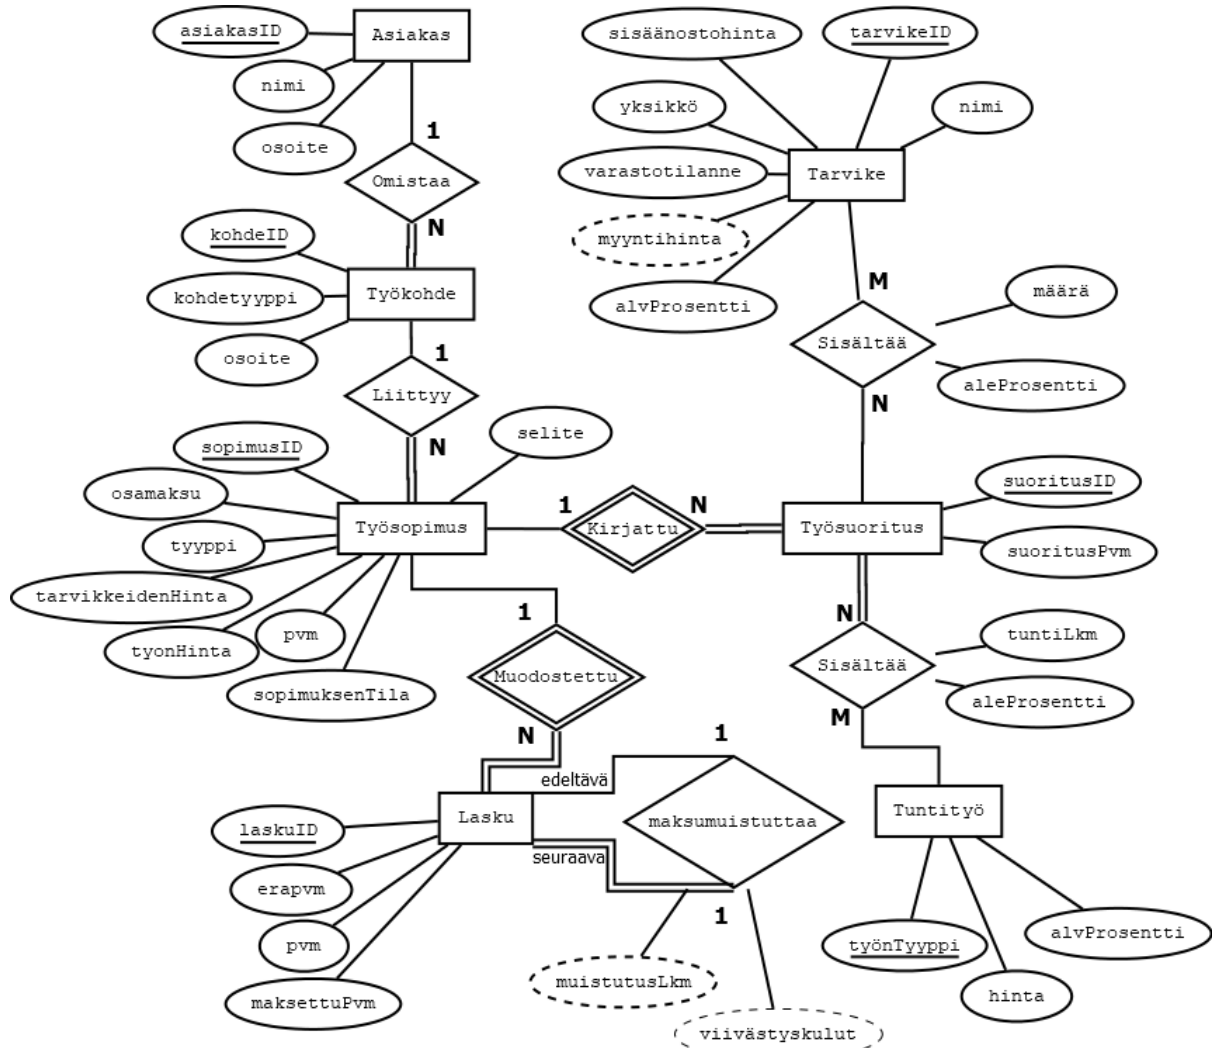 asiakasID
Asiakas
nimi
osoite
1
Omistaa
N
kohdeID
kohdetyyppi
Työkohde
osoite
1
Liittyy
N
sisäänostohinta
tarvikeID
yksikkö
nimi
varastotilanne
Tarvike
myyntihinta
alvProsentti
M
määrä
Sisältää
aleProsentti
N
sopimusID
selite
osamaksu
Työsopimus
tyyppi
tarvikkeidenHinta
tyonHinta
pvm
sopimuksenTila
1
Kirjattu
N
Työsuoritus
suoritusID
suoritusPvm
N
tuntiLkm
Sisältää
aleProsentti
M
1
Muodostettu
N
edeltävä
1
Lasku
maksumuistuttaa
seuraava
1
laskuID
erapvm
pvm
maksettuPvm
muistutusLkm
viivästyskulut
Tuntityö
työnTyyppi
hinta
alvProsentti